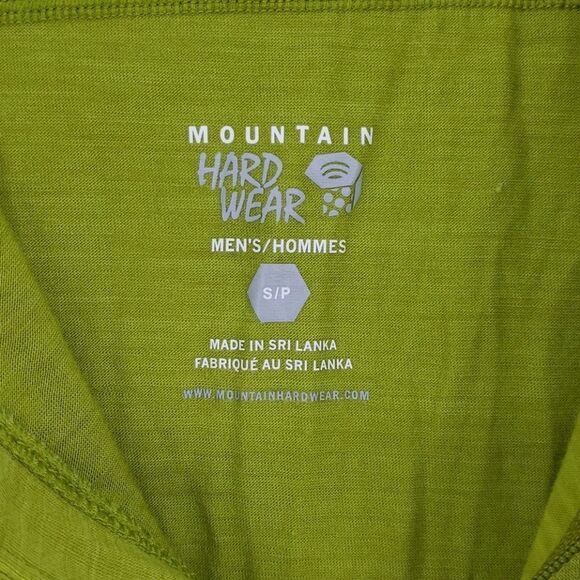 MOUNTAIN
HARD
WEAR
MEN'S/HOMMES
S/P
MADE IN SRI LANKA
FABRIQUÉ AU SRI LANKA
WWW.MOUNTAINHARDWEAR.COM